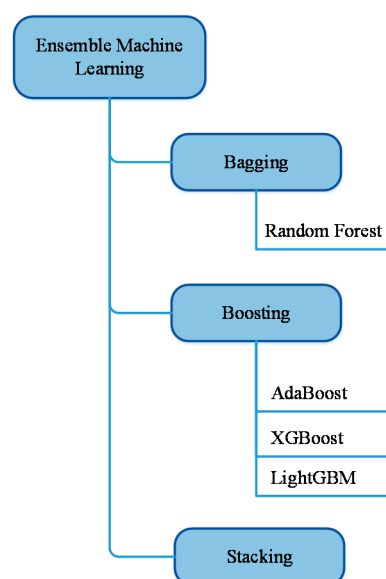 Ensemble Machine
Learning
Bagging
Random Forest
Boosting
AdaBoost
XGBoost
LightGBM
Stacking